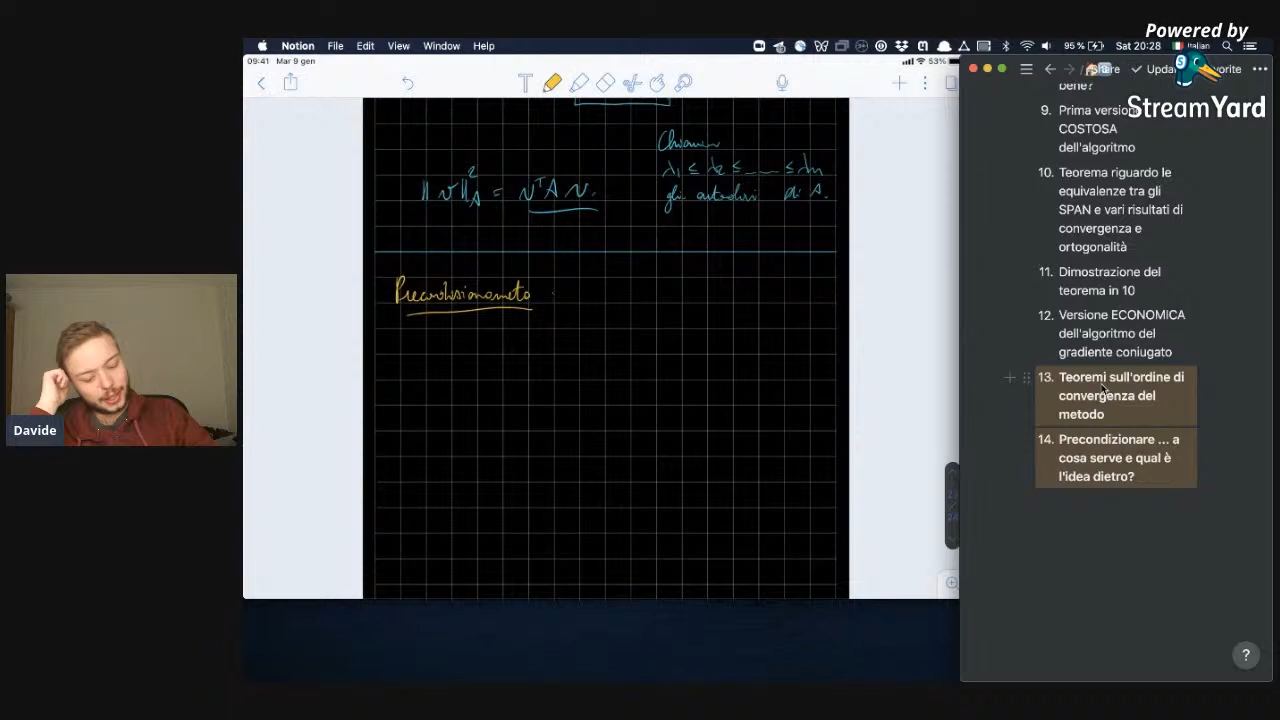 Powered by
StreamYard
Notion File Edit View Window Help
95 % Sat 20:28 Italian
09:41 Mar 9 gen
53%
T
Chiamo
λ1 ≤ λ2 ≤ __ ≤ λn
gli autovalori di A.
‖v‖²A = vᵀA v.
Precondizionamento
Davide
bene?
9. Prima versione
COSTOSA
dell'algoritmo
10. Teorema riguardo le
equivalenze tra gli
SPAN e vari risultati di
convergenza e
ortogonalità
11. Dimostrazione del
teorema in 10
12. Versione ECONOMICA
dell'algoritmo del
gradiente coniugato
13. Teoremi sull'ordine di
convergenza del
metodo
14. Precondizionare ... a
cosa serve e qual è
l'idea dietro?
?